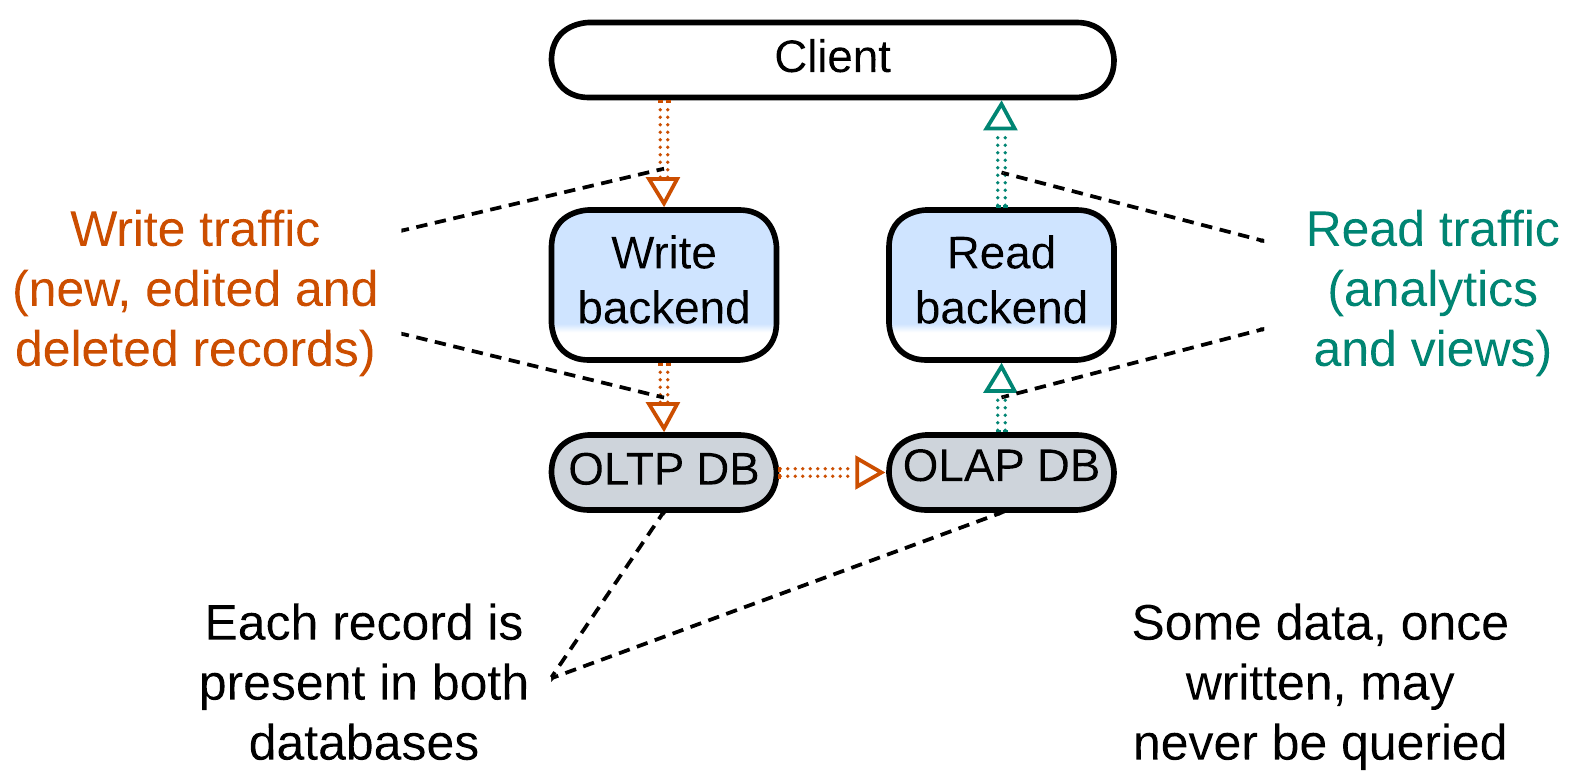 Client
Write traffic
(new, edited and
deleted records)
Write
backend
Read
backend
Read traffic
(analytics
and views)
OLTP DB
OLAP DB
Each record is
present in both
databases
Some data, once
written, may
never be queried